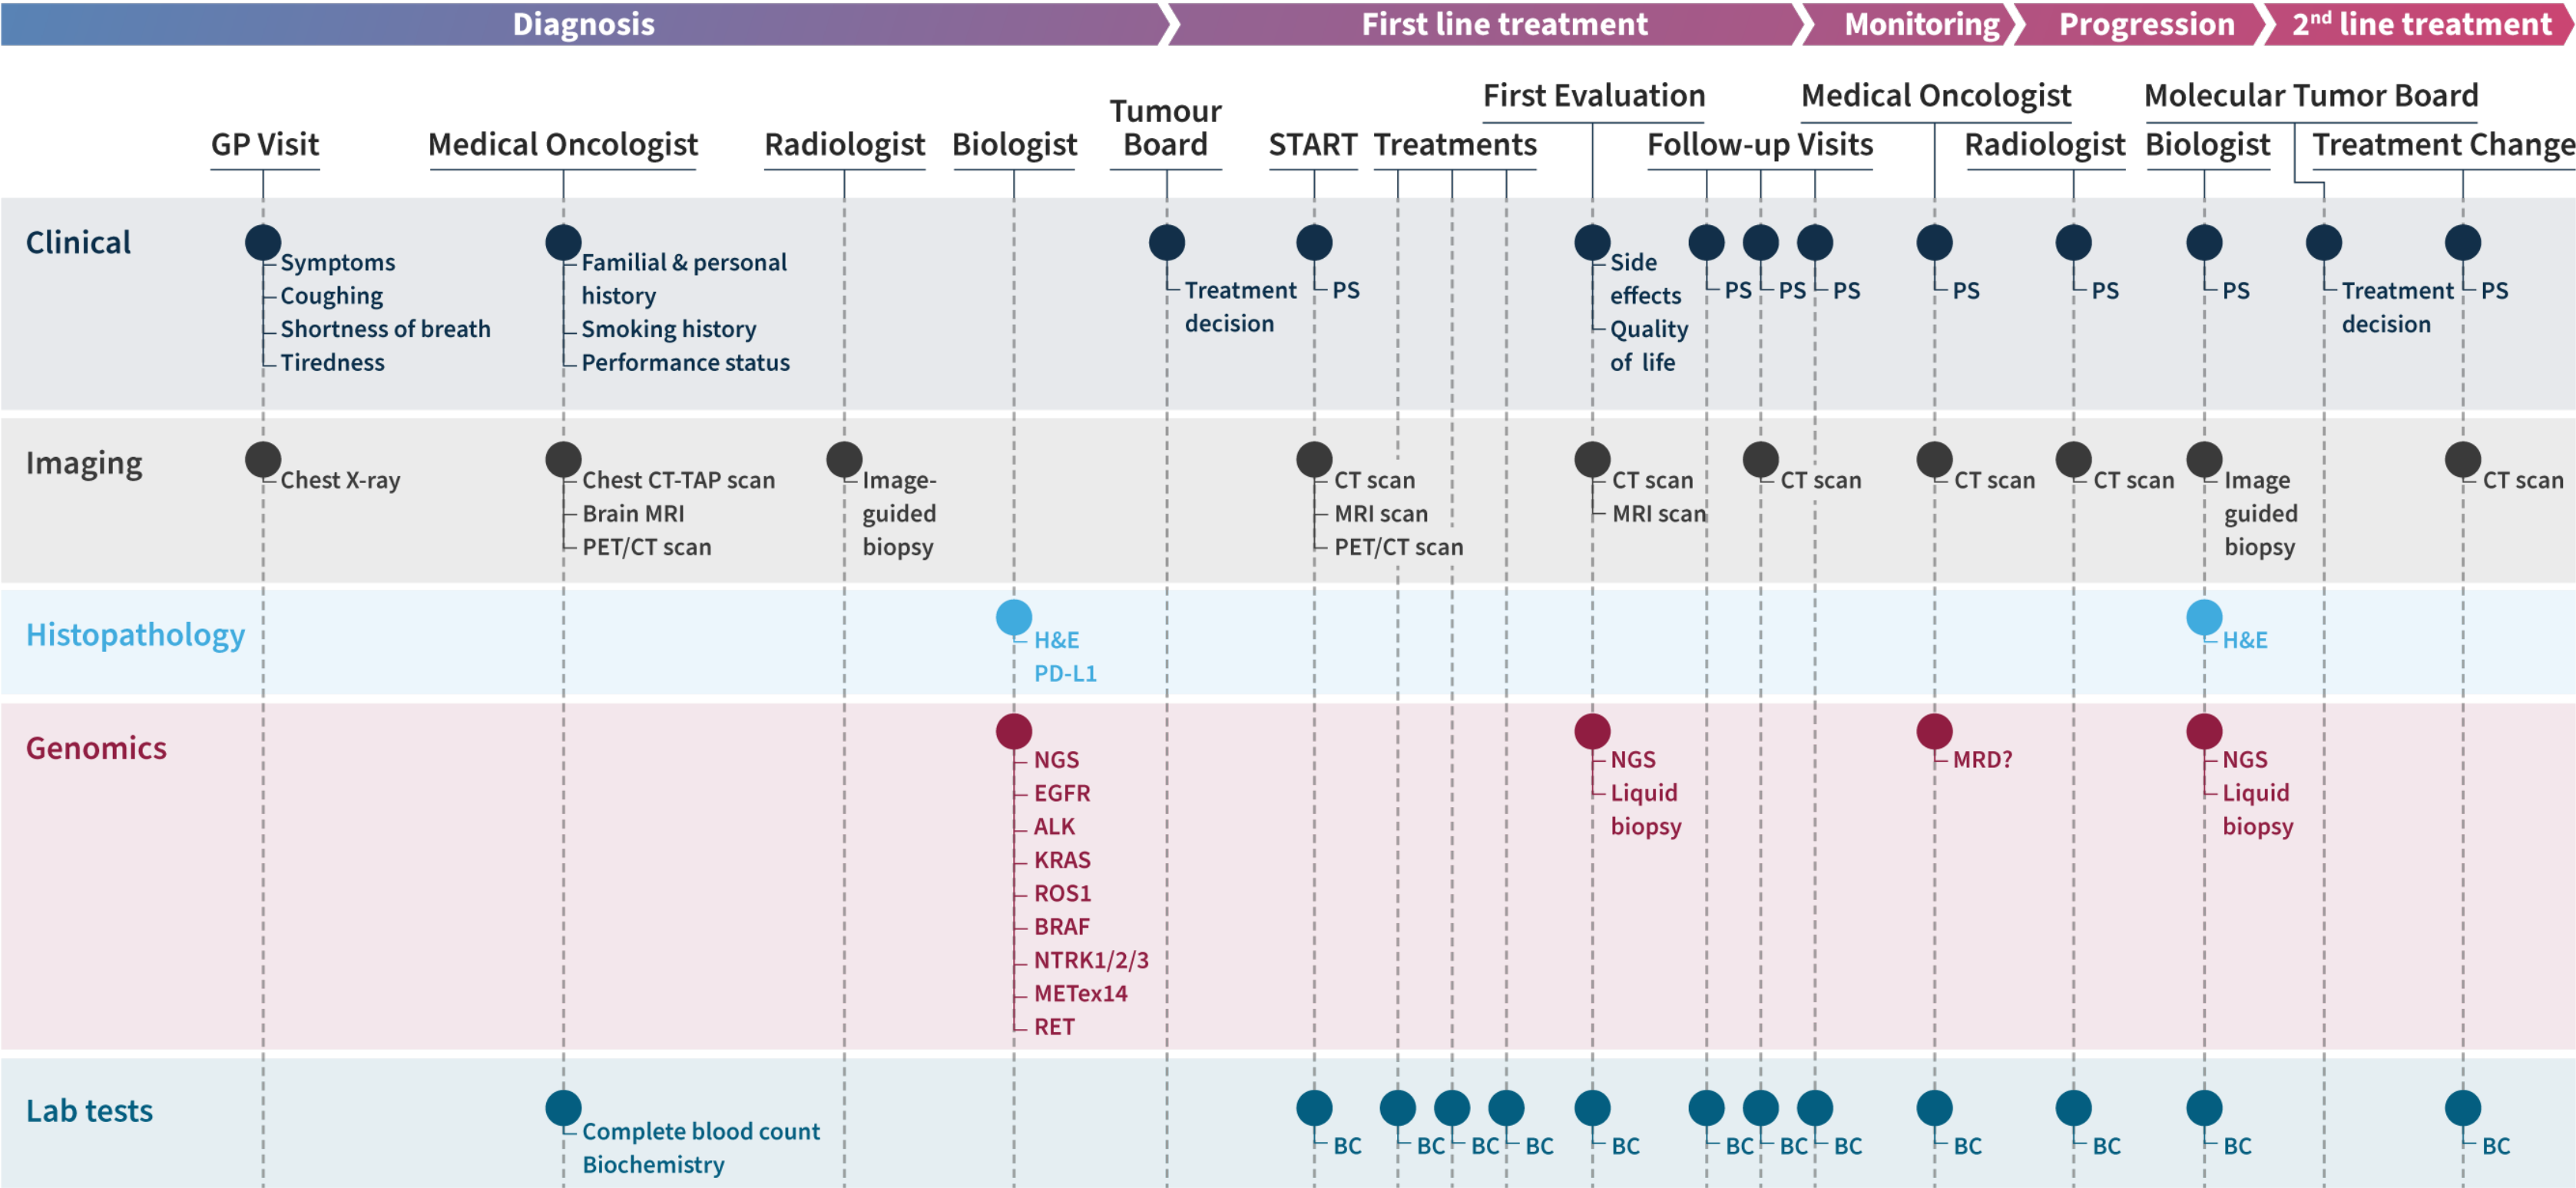 Diagnosis
First line treatment
Monitoring
Progression
2nd line treatment
GP Visit
Medical Oncologist
Radiologist
Biologist
Tumour
Board
START
Treatments
First Evaluation
Follow-up Visits
Medical Oncologist
Radiologist
Biologist
Molecular Tumor Board
Treatment Change
Clinical
Symptoms
Coughing
Shortness of breath
Tiredness
Familial & personal
history
Smoking history
Performance status
Treatment
decision
PS
Side
effects
Quality
of life
PS
PS
PS
PS
PS
PS
Treatment
decision
PS
Imaging
Chest X-ray
Chest CT-TAP scan
Brain MRI
PET/CT scan
Image-
guided
biopsy
CT scan
MRI scan
PET/CT scan
CT scan
MRI scan
CT scan
CT scan
CT scan
Image
guided
biopsy
CT scan
Histopathology
H&E
PD-L1
H&E
Genomics
NGS
EGFR
ALK
KRAS
ROS1
BRAF
NTRK1/2/3
METex14
RET
NGS
Liquid
biopsy
MRD?
NGS
Liquid
biopsy
Lab tests
Complete blood count
Biochemistry
BC
BC
BC
BC
BC
BC
BC
BC
BC
BC
BC
BC